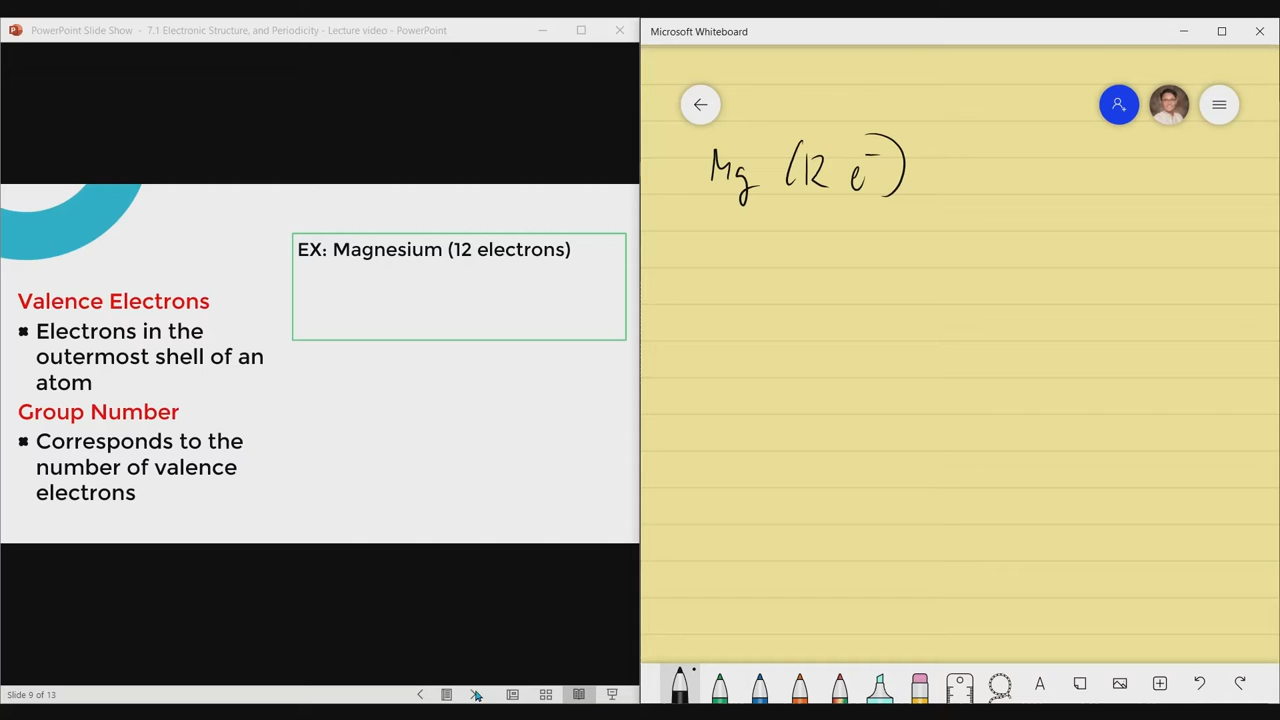 PowerPoint Slide Show - 7.1 Electronic Structure, and Periodicity - Lecture video - PowerPoint
EX: Magnesium (12 electrons)
Valence Electrons
Electrons in the
outermost shell of an
atom
Group Number
Corresponds to the
number of valence
electrons
Slide 9 of 13
Microsoft Whiteboard
Mg (12 e⁻)
A